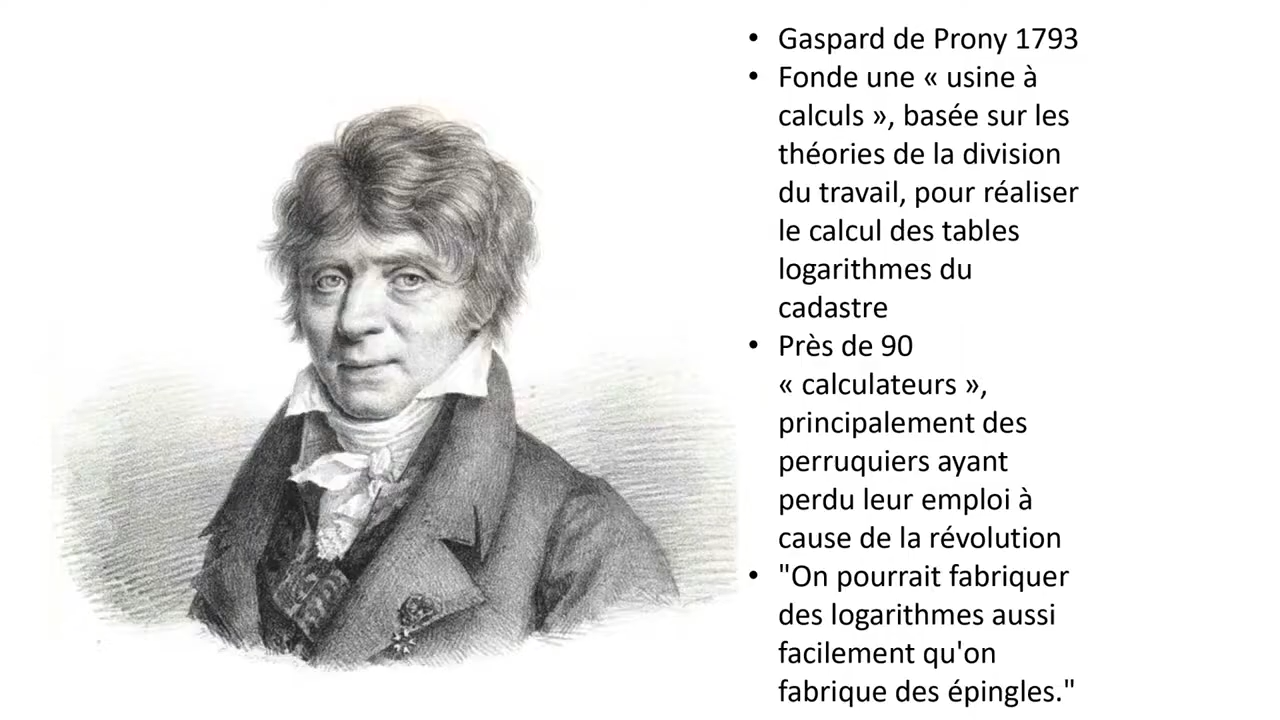 • Gaspard de Prony 1793
• Fonde une « usine à
calculs », basée sur les
théories de la division
du travail, pour réaliser
le calcul des tables
logarithmes du
cadastre
• Près de 90
« calculateurs »,
principalement des
perruquiers ayant
perdu leur emploi à
cause de la révolution
• "On pourrait fabriquer
des logarithmes aussi
facilement qu'on
fabrique des épingles."